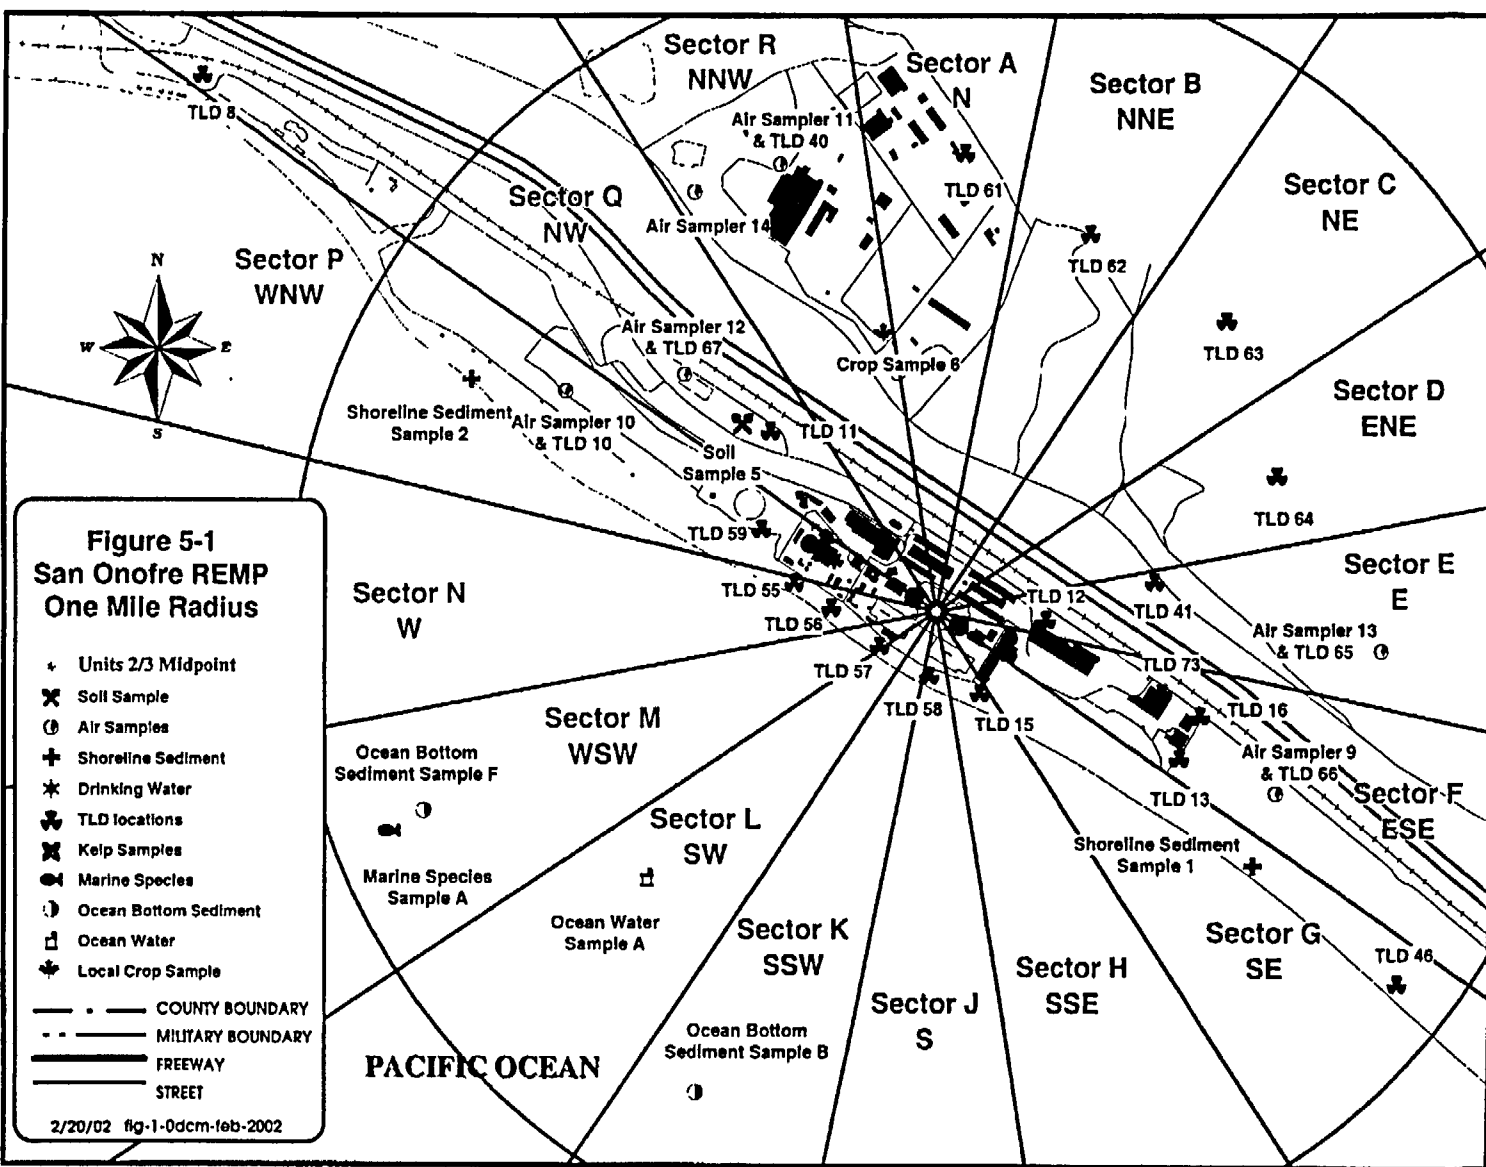 Sector R
NNW
Sector A
N
Sector B
NNE
Air Sampler 11
& TLD 40
TLD 8
TLD 61
Sector C
NE
Sector Q
NW
Air Sampler 14
Sector P
WNW
N
W
E
S
TLD 62
Air Sampler 12
& TLD 67
TLD 63
Crop Sample 6
Sector D
ENE
Shoreline Sediment
Sample 2
Air Sampler 10
& TLD 10
TLD 11
Soil
Sample 5
TLD 64
TLD 59
Sector E
E
TLD 55
TLD 12
TLD 41
TLD 56
Air Sampler 13
& TLD 65
Sector N
W
TLD 57
TLD 73
TLD 58
TLD 15
TLD 16
Sector M
WSW
Air Sampler 9
& TLD 66
Ocean Bottom
Sediment Sample F
TLD 13
Sector F
ESE
Sector L
SW
Shoreline Sediment
Sample 1
Marine Species
Sample A
Ocean Water
Sample A
Sector K
SSW
Sector G
SE
TLD 46
Sector H
SSE
Sector J
S
Ocean Bottom
Sediment Sample B
PACIFIC OCEAN
Figure 5-1
San Onofre REMP
One Mile Radius
Units 2/3 Midpoint
Soil Sample
Air Samples
Shoreline Sediment
Drinking Water
TLD locations
Kelp Samples
Marine Species
Ocean Bottom Sediment
Ocean Water
Local Crop Sample
COUNTY BOUNDARY
MILITARY BOUNDARY
FREEWAY
STREET
2/20/02 fig-1-0dcm-feb-2002